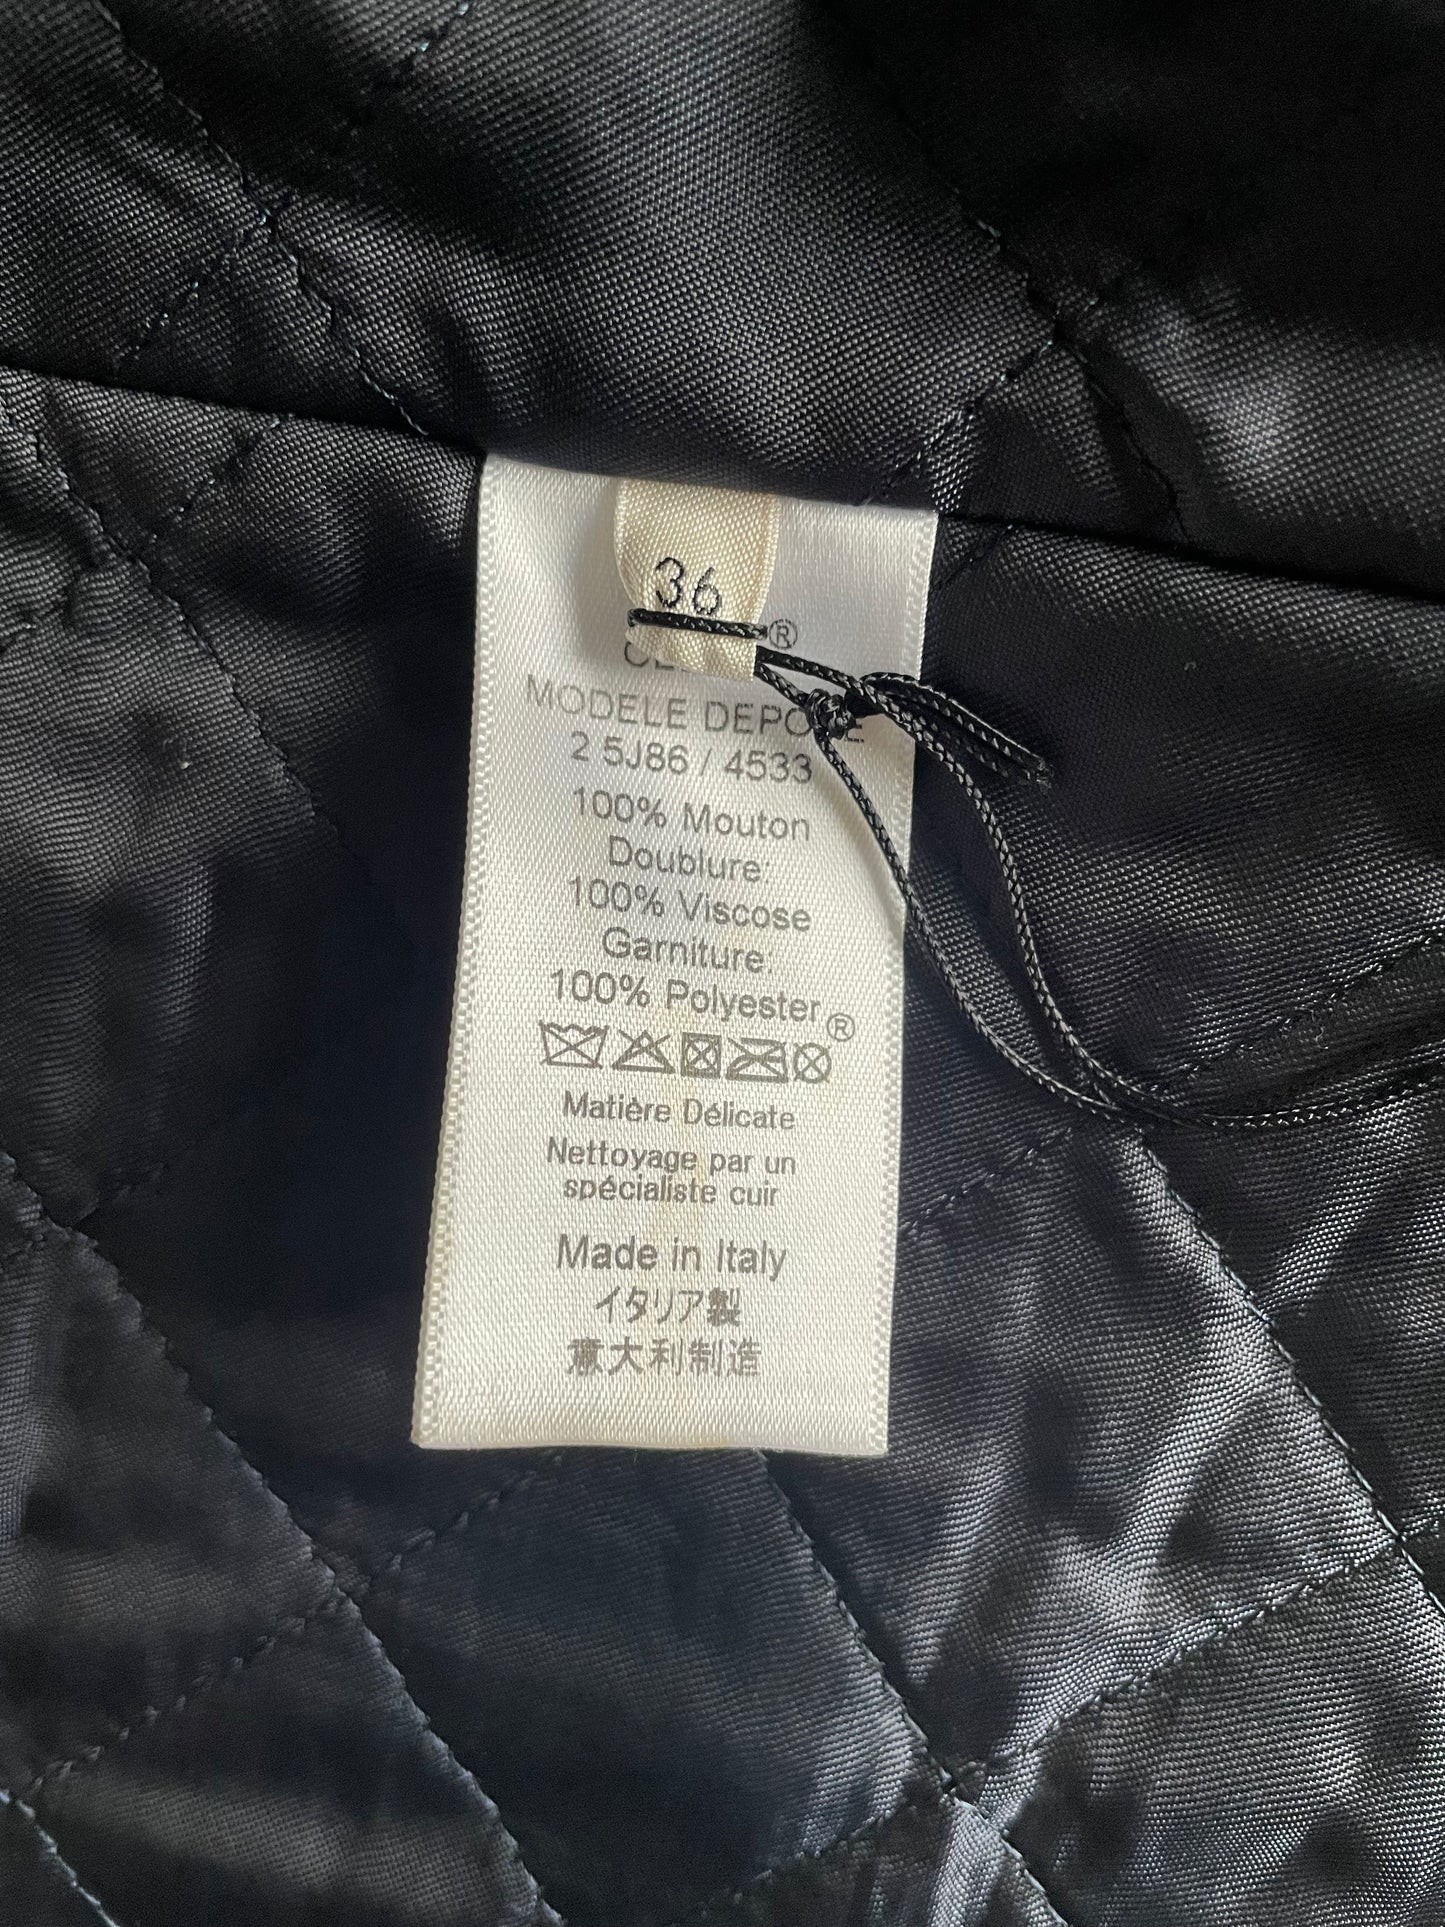 36
®
MODELE
2 5J86 / 4533
100% Mouton
Doublure:
100% Viscose
Garniture:
100% Polyester
®
Matière Délicate
Nettoyage par un
spécialiste cuir
Made in Italy
イタリア製
意大利制造